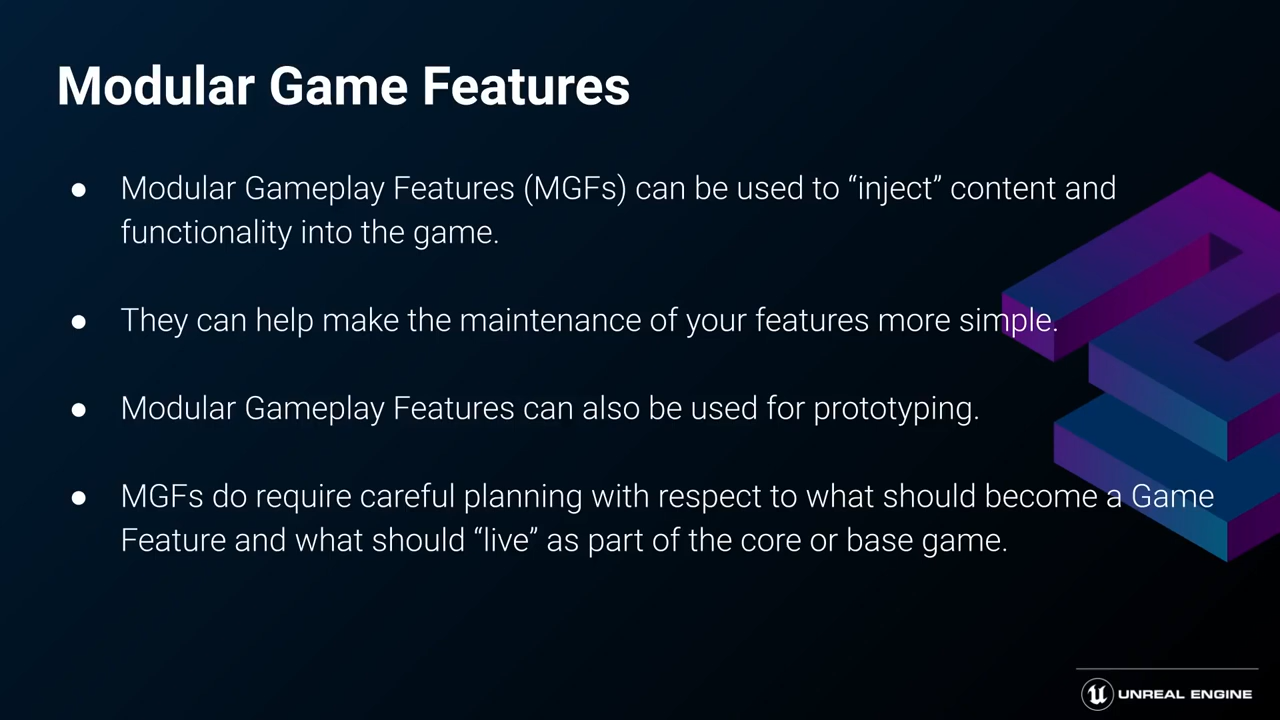 Modular Game Features
● Modular Gameplay Features (MGFs) can be used to “inject” content and
functionality into the game.
● They can help make the maintenance of your features more simple.
● Modular Gameplay Features can also be used for prototyping.
● MGFs do require careful planning with respect to what should become a Game
Feature and what should “live” as part of the core or base game.
UNREAL ENGINE